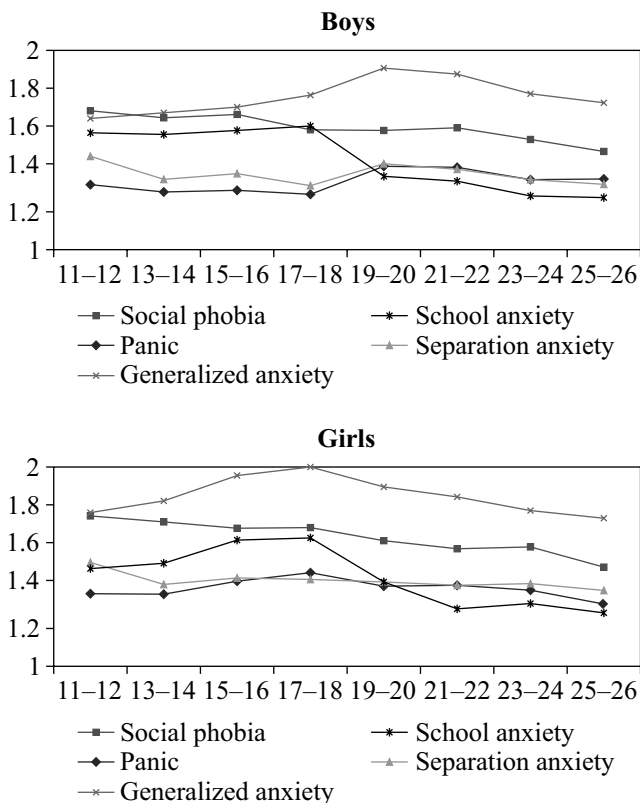 Boys
2
1.8
1.6
1.4
1.2
1
11–12 13–14 15–16 17–18 19–20 21–22 23–24 25–26
Social phobia School anxiety
Panic Separation anxiety
Generalized anxiety
Girls
2
1.8
1.6
1.4
1.2
1
11–12 13–14 15–16 17–18 19–20 21–22 23–24 25–26
Social phobia School anxiety
Panic Separation anxiety
Generalized anxiety